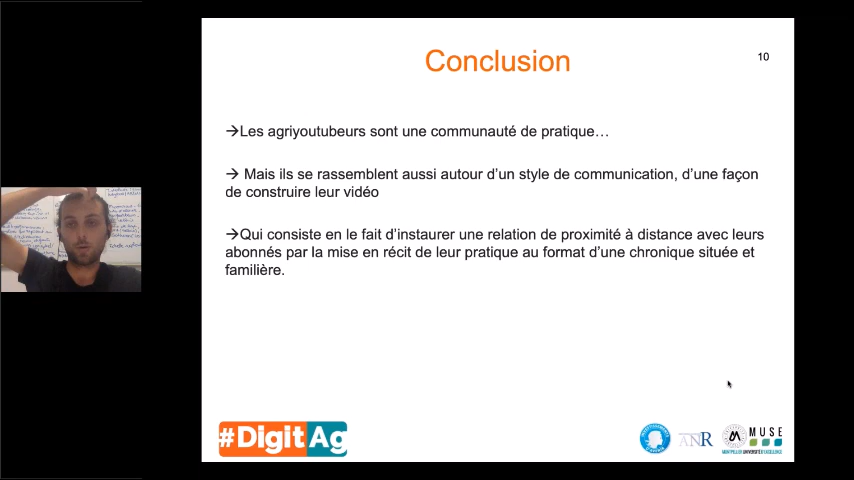 Conclusion
10
→Les agriyoutubeurs sont une communauté de pratique…
→ Mais ils se rassemblent aussi autour d’un style de communication, d’une façon
de construire leur vidéo
→Qui consiste en le fait d’instaurer une relation de proximité à distance avec leurs
abonnés par la mise en récit de leur pratique au format d’une chronique située et
familière.
#DigitAg
ANR
MUSE
MONTPELLIER UNIVERSITÉ D'EXCELLENCE